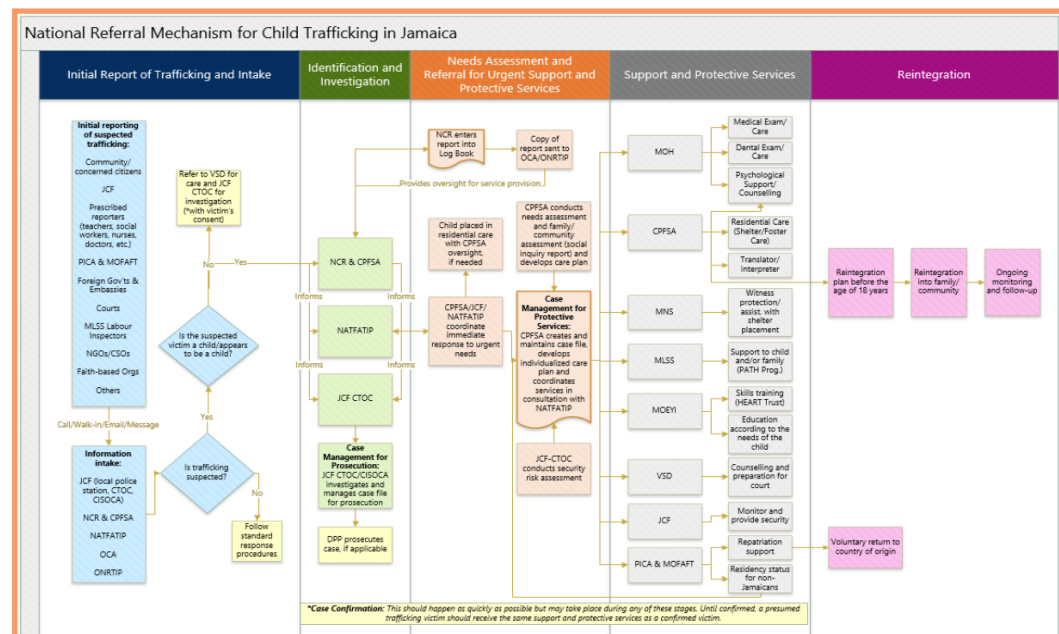 National Referral Mechanism for Child Trafficking in Jamaica
Initial Report of Trafficking and Intake
Identification and
Investigation
Needs Assessment and
Referral for Urgent Support and
Protective Services
Support and Protective Services
Reintegration
Initial reporting
of suspected
trafficking:
Community/
concerned citizens
JCF
Prescribed
reporters
(teachers, social
workers, nurses,
doctors, etc.)
PICA & MOFAFT
Foreign Gov'ts &
Embassies
Courts
MLSS Labour
Inspectors
NGOs/CSOs
Faith-based Orgs
Others
Call/Walk-in/Email/Message
Information
intake:
JCF (local police
station, CTOC,
CISOCA)
NCR & CPFSA
NATFATIP
OCA
ONRTIP
Refer to VSD for
care and JCF
CTOC for
investigation
(*with victim's
consent)
No
Yes
Is the suspected
victim a child/appears
to be a child?
Yes
Is trafficking
suspected?
No
Follow
standard
response
procedures
NCR & CPFSA
Informs
Informs
NATFATIP
Informs
Informs
JCF CTOC
Case
Management for
Prosecution:
JCF CTOC/CISOCA
investigates and
manages case file
for prosecution
DPP prosecutes
case, if applicable
NCR enters
report into
Log Book
Copy of
report sent to
OCA/ONRTIP
Provides oversight for service provision.
Child placed in
residential care
with CPFSA
oversight,
if needed
CPFSA/JCF/
NATFATIP
coordinate
immediate
response to urgent
needs
CPFSA conducts
needs assessment
and family/
community
assessment (social
inquiry report) and
develops care plan
Case
Management for
Protective
Services:
CPFSA creates and
maintains case file,
develops
individualized care
plan and
coordinates
services in
consultation with
NATFATIP
JCF-CTOC
conducts security
risk assessment
MOH
Medical Exam/
Care
Dental Exam/
Care
Psychological
Support/
Counselling
CPFSA
Residential Care
(Shelter/Foster
Care)
Translator/
interpreter
MNS
Witness
protection/
assist. with
shelter
placement
MLSS
Support to child
and/or family
(PATH Prog.)
MOEYI
Skills training
(HEART Trust)
Education
according to the
needs of the
child
VSD
Counselling and
preparation for
court
JCF
Monitor and
provide security
PICA & MOFAFT
Repatriation
support
Residency status
for non-
Jamaicans
Reintegration
plan before the
age of 18 years
Reintegration
into family/
community
Ongoing
monitoring
and follow-up
Voluntary return to
country of origin
*Case Confirmation: This should happen as quickly as possible but may take place during any of these stages. Until confirmed, a presumed
trafficking victim should receive the same support and protective services as a confirmed victim.